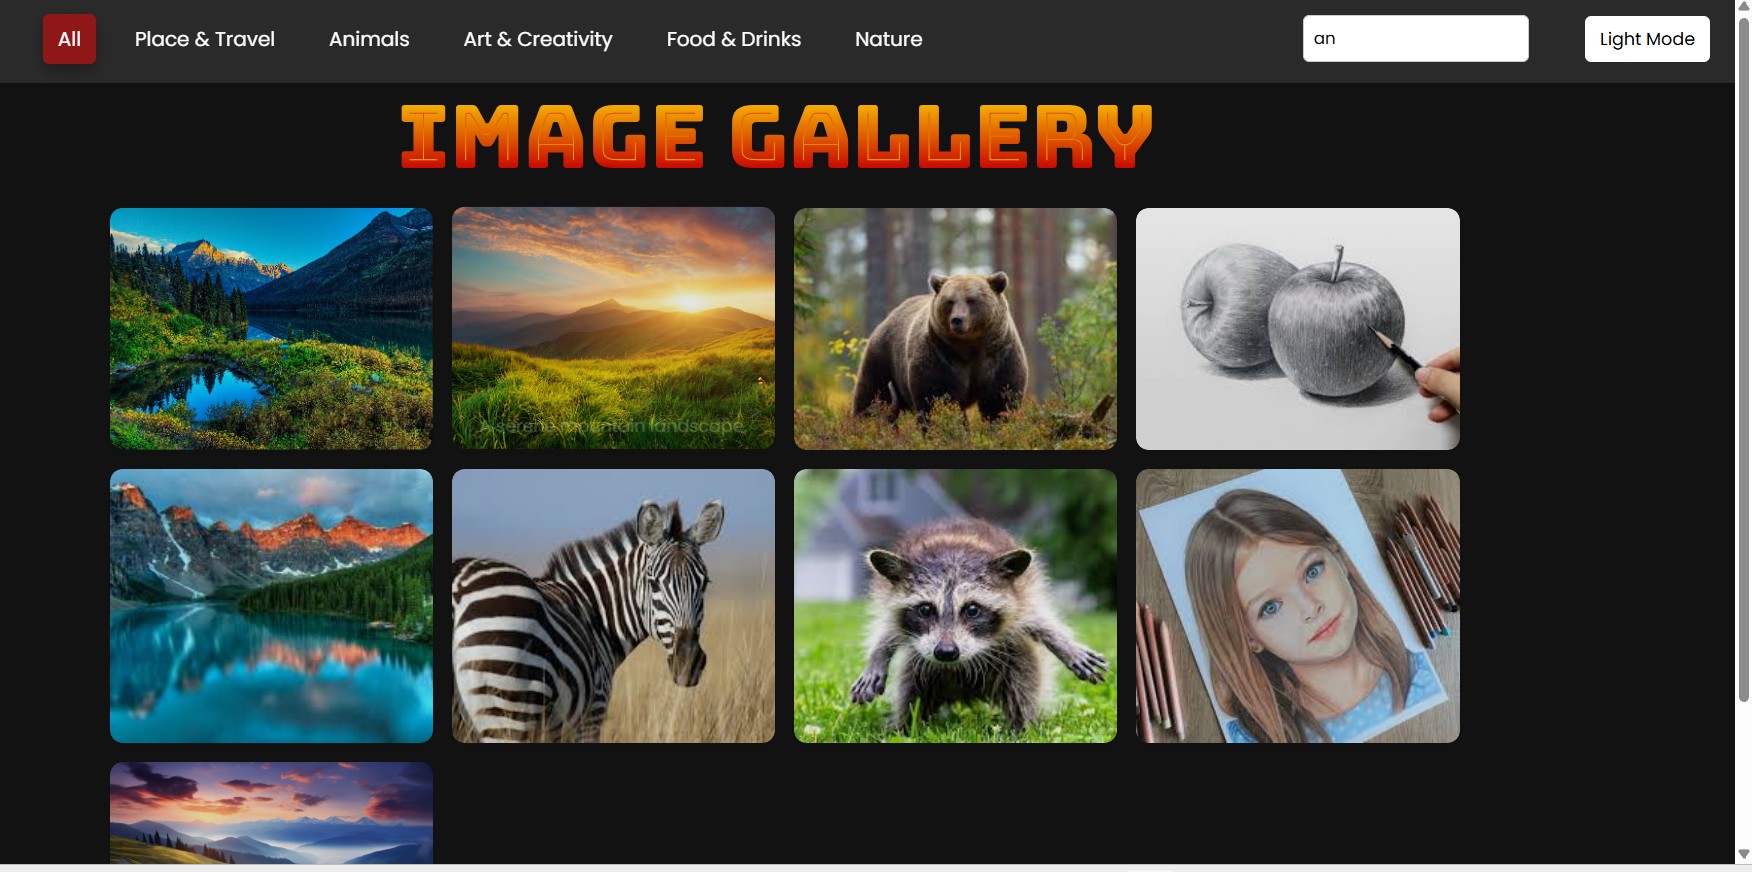 All Place & Travel Animals Art & Creativity Food & Drinks Nature an Light Mode
IMAGE GALLERY
A serene mountain landscape.